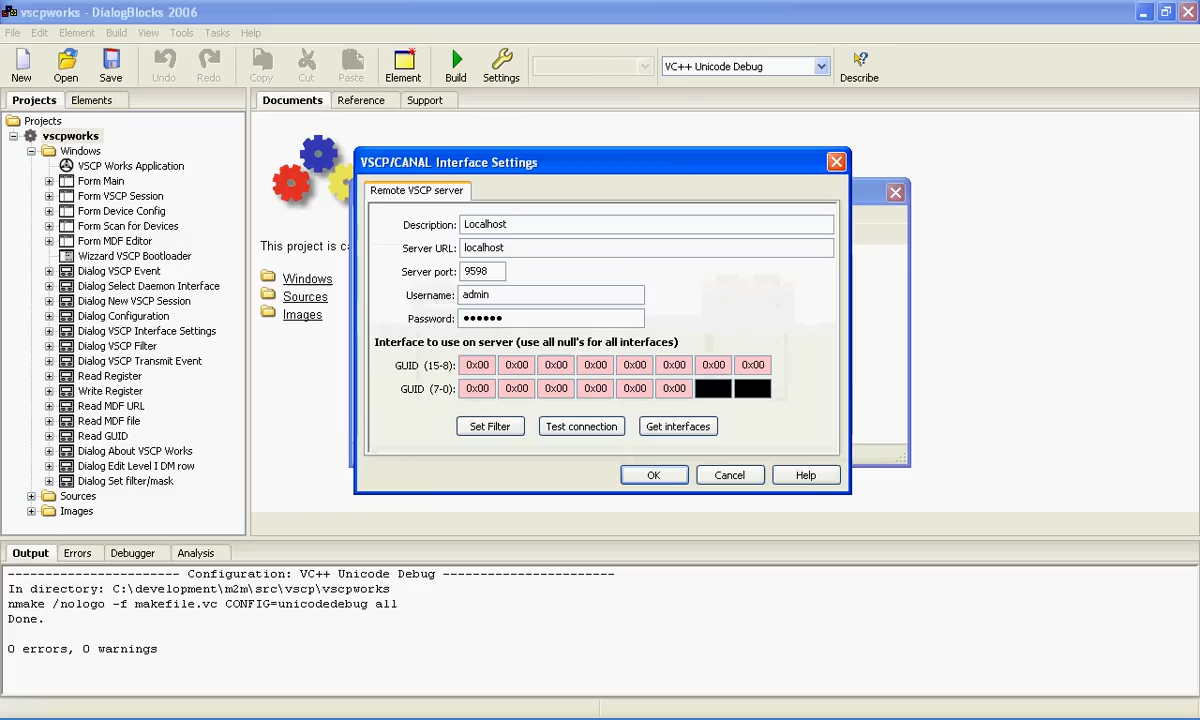 vscpworks - DialogBlocks 2006
File Edit Element Build View Tools Tasks Help
New Open Save Undo Redo Copy Cut Paste Element Build Settings VC++ Unicode Debug Describe
Projects Elements
Documents Reference Support
Projects
vscpworks
Windows
VSCP Works Application
Form Main
Form VSCP Session
Form Device Config
Form Scan for Devices
Form MDF Editor
Wizzard VSCP Bootloader
Dialog VSCP Event
Dialog Select Daemon Interface
Dialog New VSCP Session
Dialog Configuration
Dialog VSCP Interface Settings
Dialog VSCP Filter
Dialog VSCP Transmit Event
Read Register
Write Register
Read MDF URL
Read MDF file
Read GUID
Dialog About VSCP Works
Dialog Edit Level I DM row
Dialog Set filter/mask
Sources
Images
This project is ca
Windows
Sources
Images
VSCP/CANAL Interface Settings
Remote VSCP server
Description: Localhost
Server URL: localhost
Server port: 9598
Username: admin
Password: ●●●●●●
Interface to use on server (use all null's for all interfaces)
GUID (15-8): 0x00 0x00 0x00 0x00 0x00 0x00 0x00 0x00
GUID (7-0): 0x00 0x00 0x00 0x00 0x00 0x00
Set Filter Test connection Get interfaces
OK Cancel Help
Output Errors Debugger Analysis
----------------------- Configuration: VC++ Unicode Debug -----------------------
In directory: C:\development\m2m\src\vscp\vscpworks
nmake /nologo -f makefile.vc CONFIG=unicodedebug all
Done.
0 errors, 0 warnings